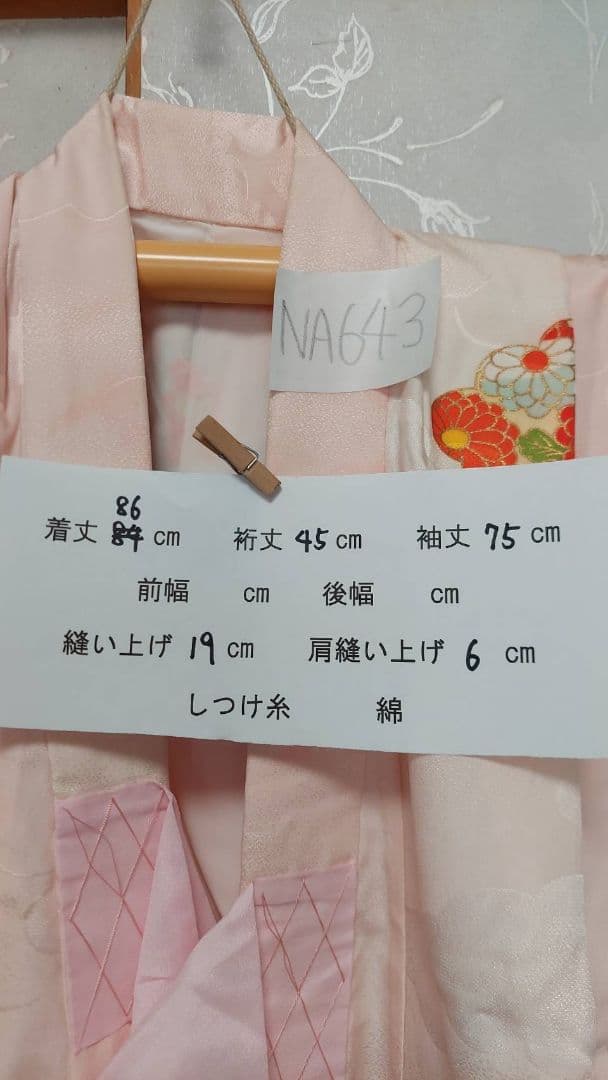 NA643
86
着丈 84 cm 裄丈 45 cm 袖丈 75 cm
前幅 cm 後幅 cm
縫い上げ 19 cm 肩縫い上げ 6 cm
しつけ糸 綿